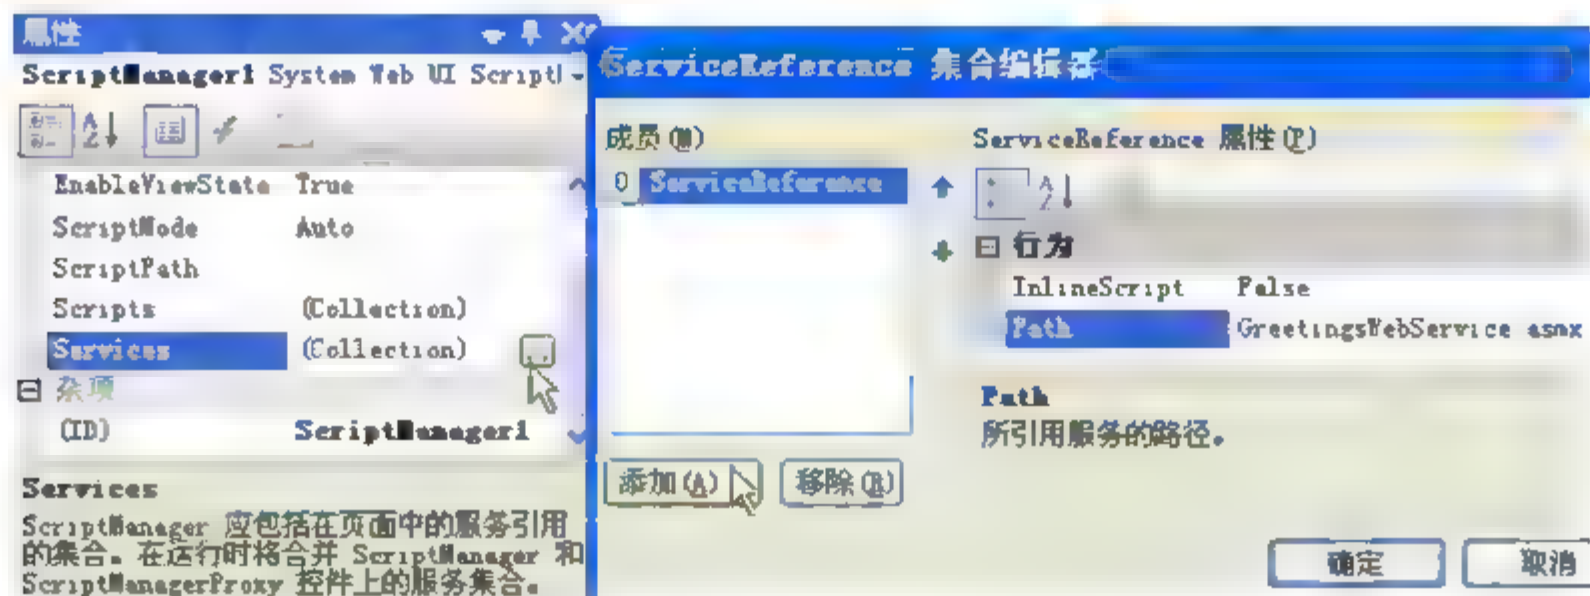 属性
ScriptManager1 System Web UI Script
EnableViewState True
ScriptMode Auto
ScriptPath
Scripts (Collection)
Services (Collection)
杂项
(ID) ScriptManager1
Services
ScriptManager 应包括在页面中的服务引用
的集合。在运行时将合并 ScriptManager 和
ScriptManagerProxy 控件上的服务集合。
ServiceReference 集合编辑器
成员(M)
0 ServiceReference
添加(A) 移除(R)
ServiceReference 属性(P)
行为
InlineScript False
Path GreetingsWebService asmx
Path
所引用服务的路径。
确定 取消